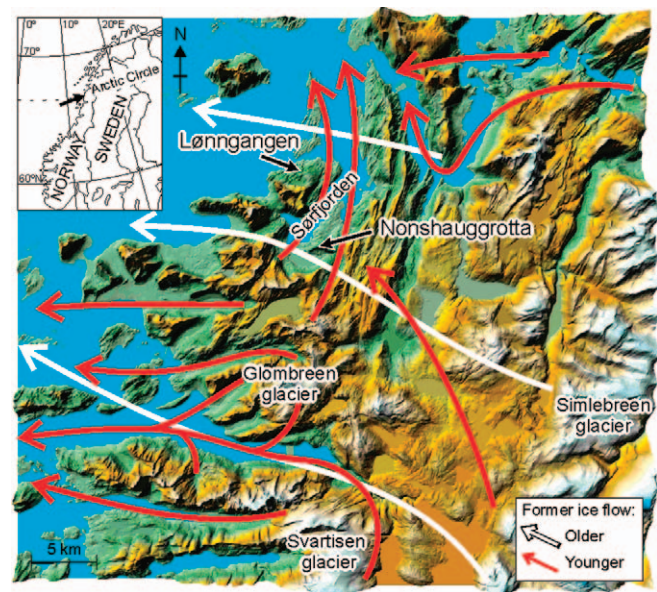 10°
20°E
70°
N
Arctic Circle
NORWAY
SWEDEN
60°N
Lønngangen
Sørfjorden
Nonshauggrotta
Glombreen
glacier
Simlebreen
glacier
Svartisen
glacier
5 km
Former ice flow:
Older
Younger